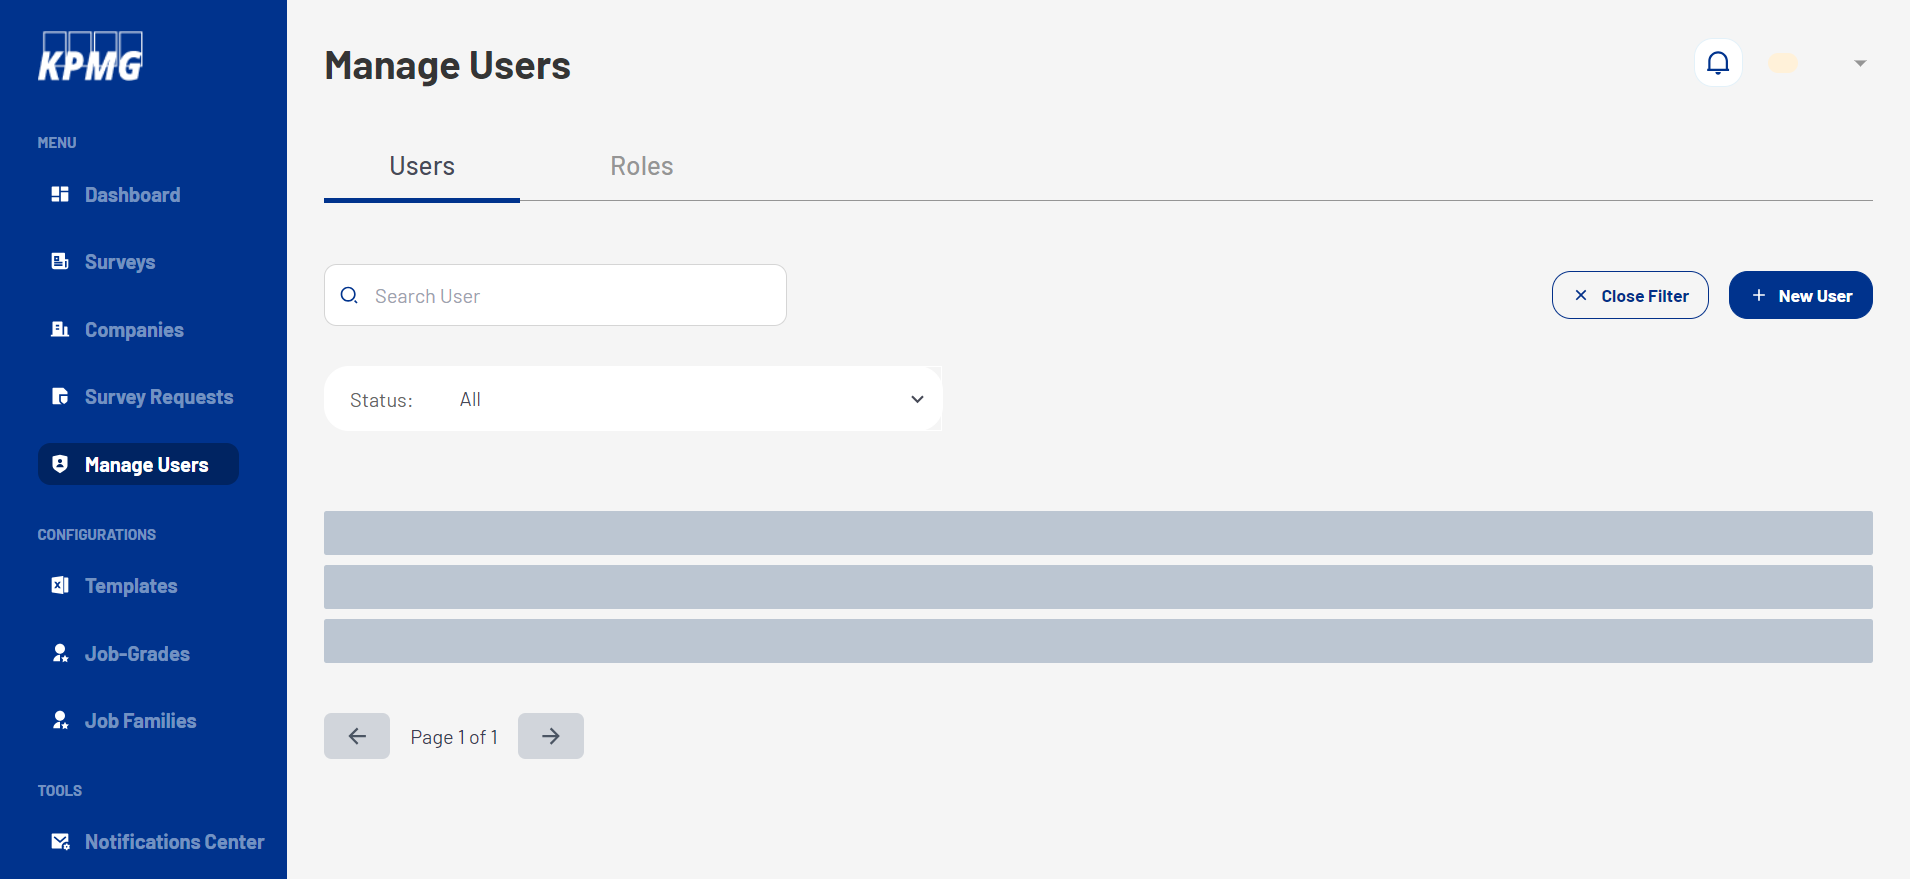 KPMG
MENU
Dashboard
Surveys
Companies
Survey Requests
Manage Users
CONFIGURATIONS
Templates
Job-Grades
Job Families
TOOLS
Notifications Center
Manage Users
Users
Roles
Search User
Close Filter
New User
Status: All
Page 1 of 1